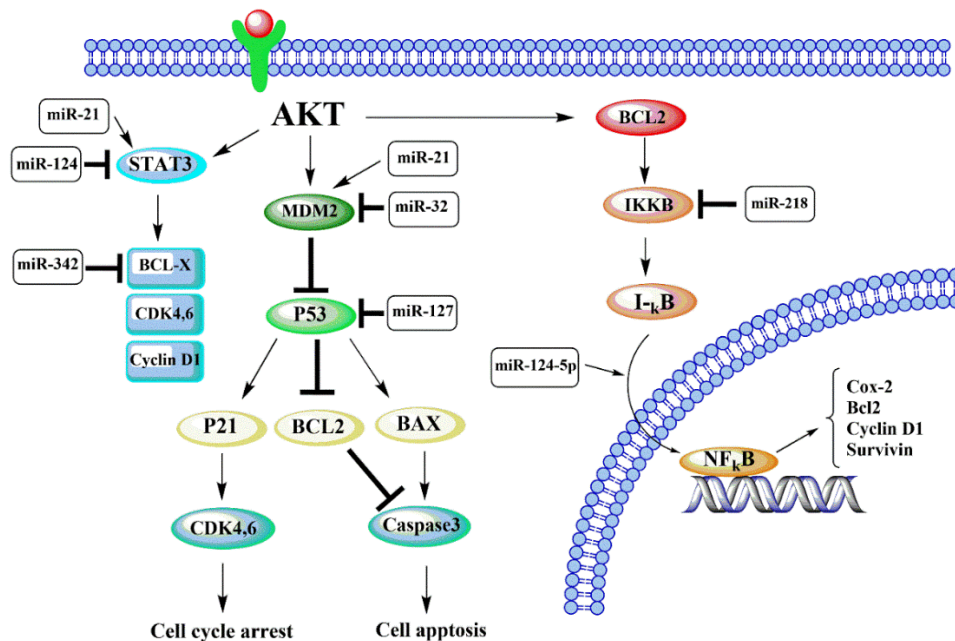 miR-21
AKT
BCL2
miR-124
STAT3
miR-21
MDM2
miR-32
IKKB
miR-218
miR-342
BCL-X
CDK4,6
P53
miR-127
I-kB
Cyclin D1
miR-124-5p
Cox-2
Bcl2
Cyclin D1
Survivin
P21
BCL2
BAX
NFkB
CDK4,6
Caspase3
Cell cycle arrest
Cell apptosis